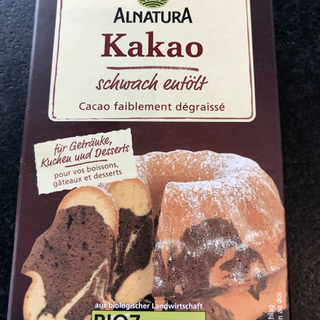 ALNATURA
Kakao
schwach entölt
Cacao faiblement dégraissé
für Getränke,
Kuchen und Desserts
pour vos boissons,
gâteaux et desserts
aus biologischer Landwirtschaft